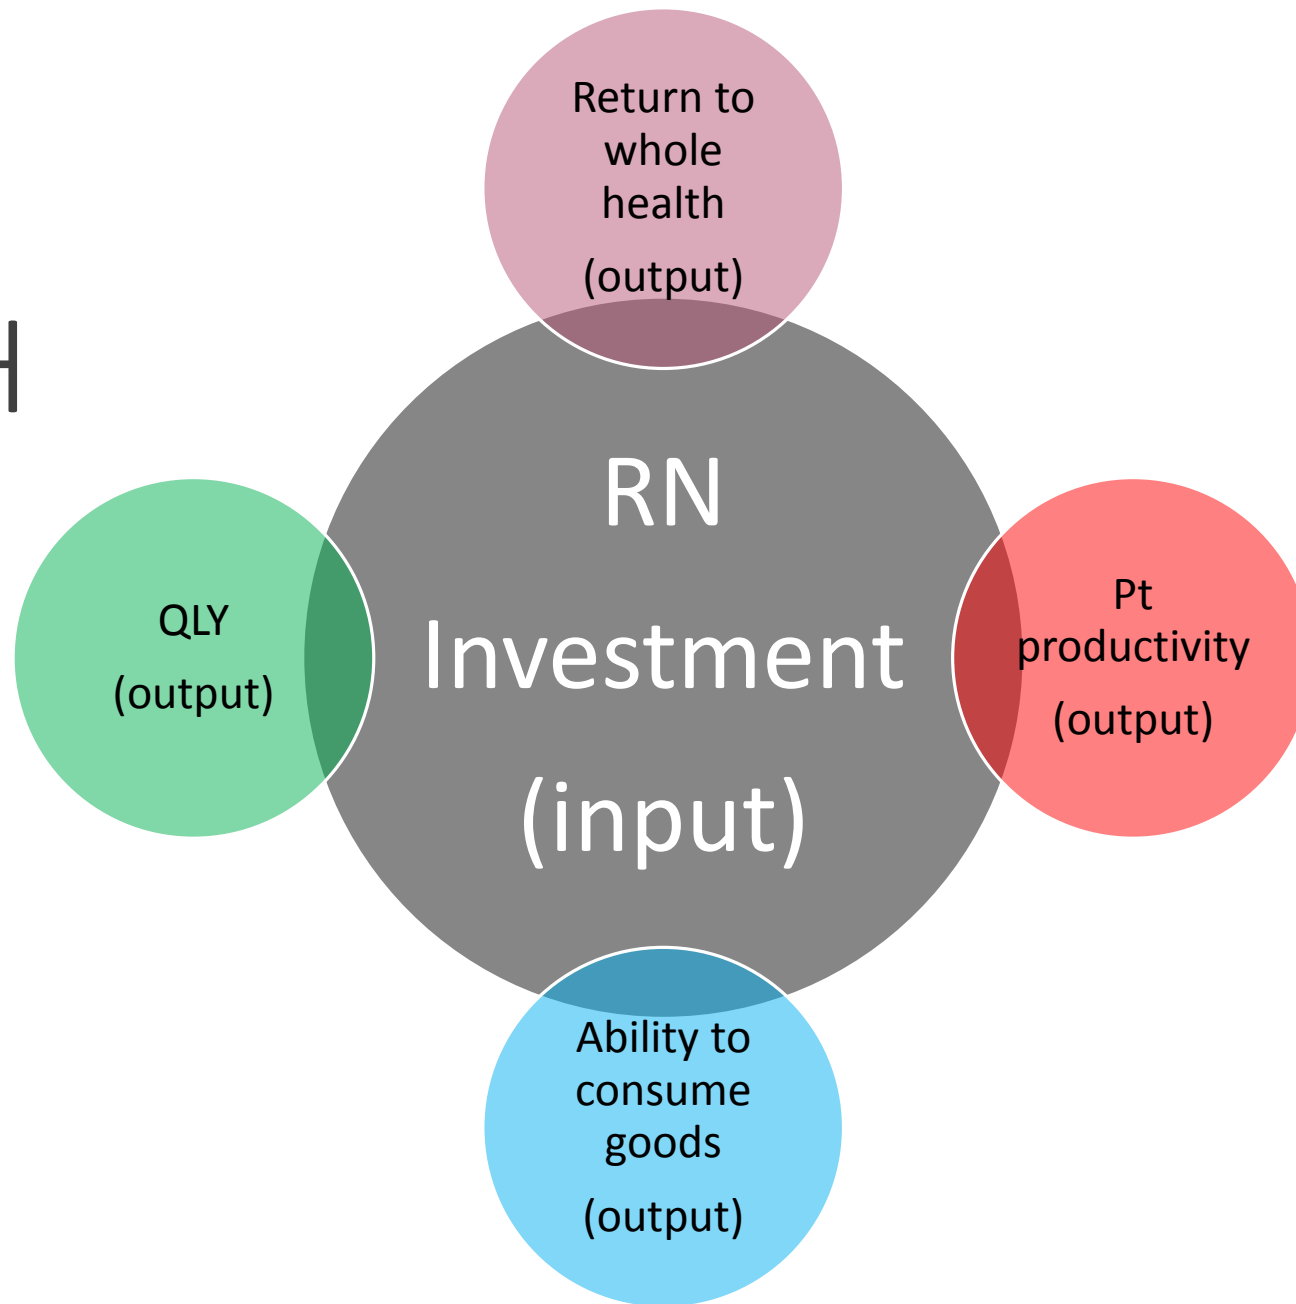 Return to
whole
health
(output)
H
RN
Investment
(input)
QLY
(output)
Pt
productivity
(output)
Ability to
consume
goods
(output)